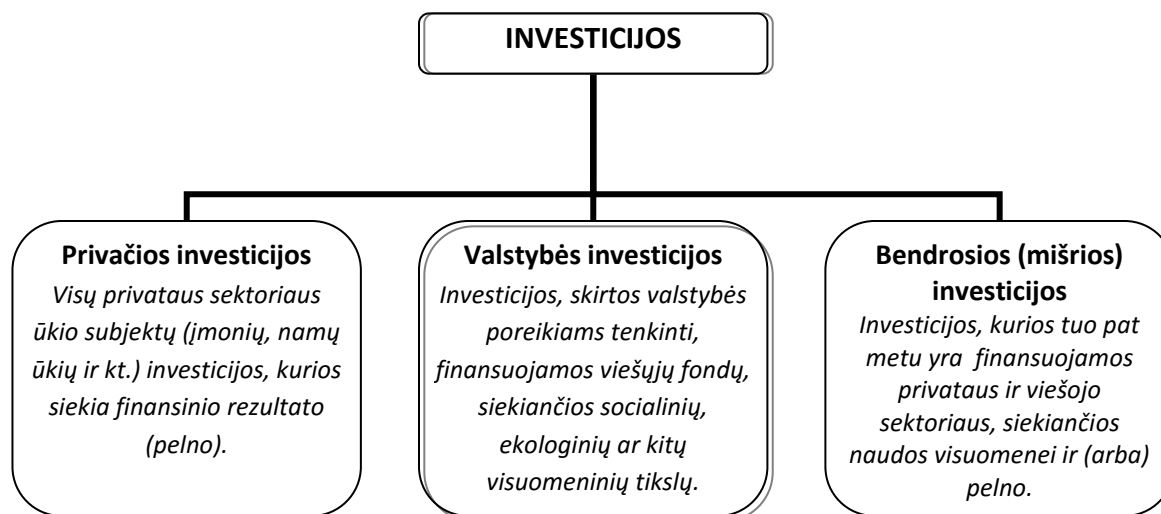 INVESTICIJOS
Privačios investicijos
Visų privataus sektoriaus
ūkio subjektų (įmonių, namų
ūkių ir kt.) investicijos, kurios
siekia finansinio rezultato
(pelno).
Valstybės investicijos
Investicijos, skirtos valstybės
poreikiams tenkinti,
finansuojamos viešųjų fondų,
siekiančios socialinių,
ekologinių ar kitų
visuomeninių tikslų.
Bendrosios (mišrios)
investicijos
Investicijos, kurios tuo pat
metu yra finansuojamos
privataus ir viešojo
sektoriaus, siekiančios
naudos visuomenei ir (arba)
pelno.